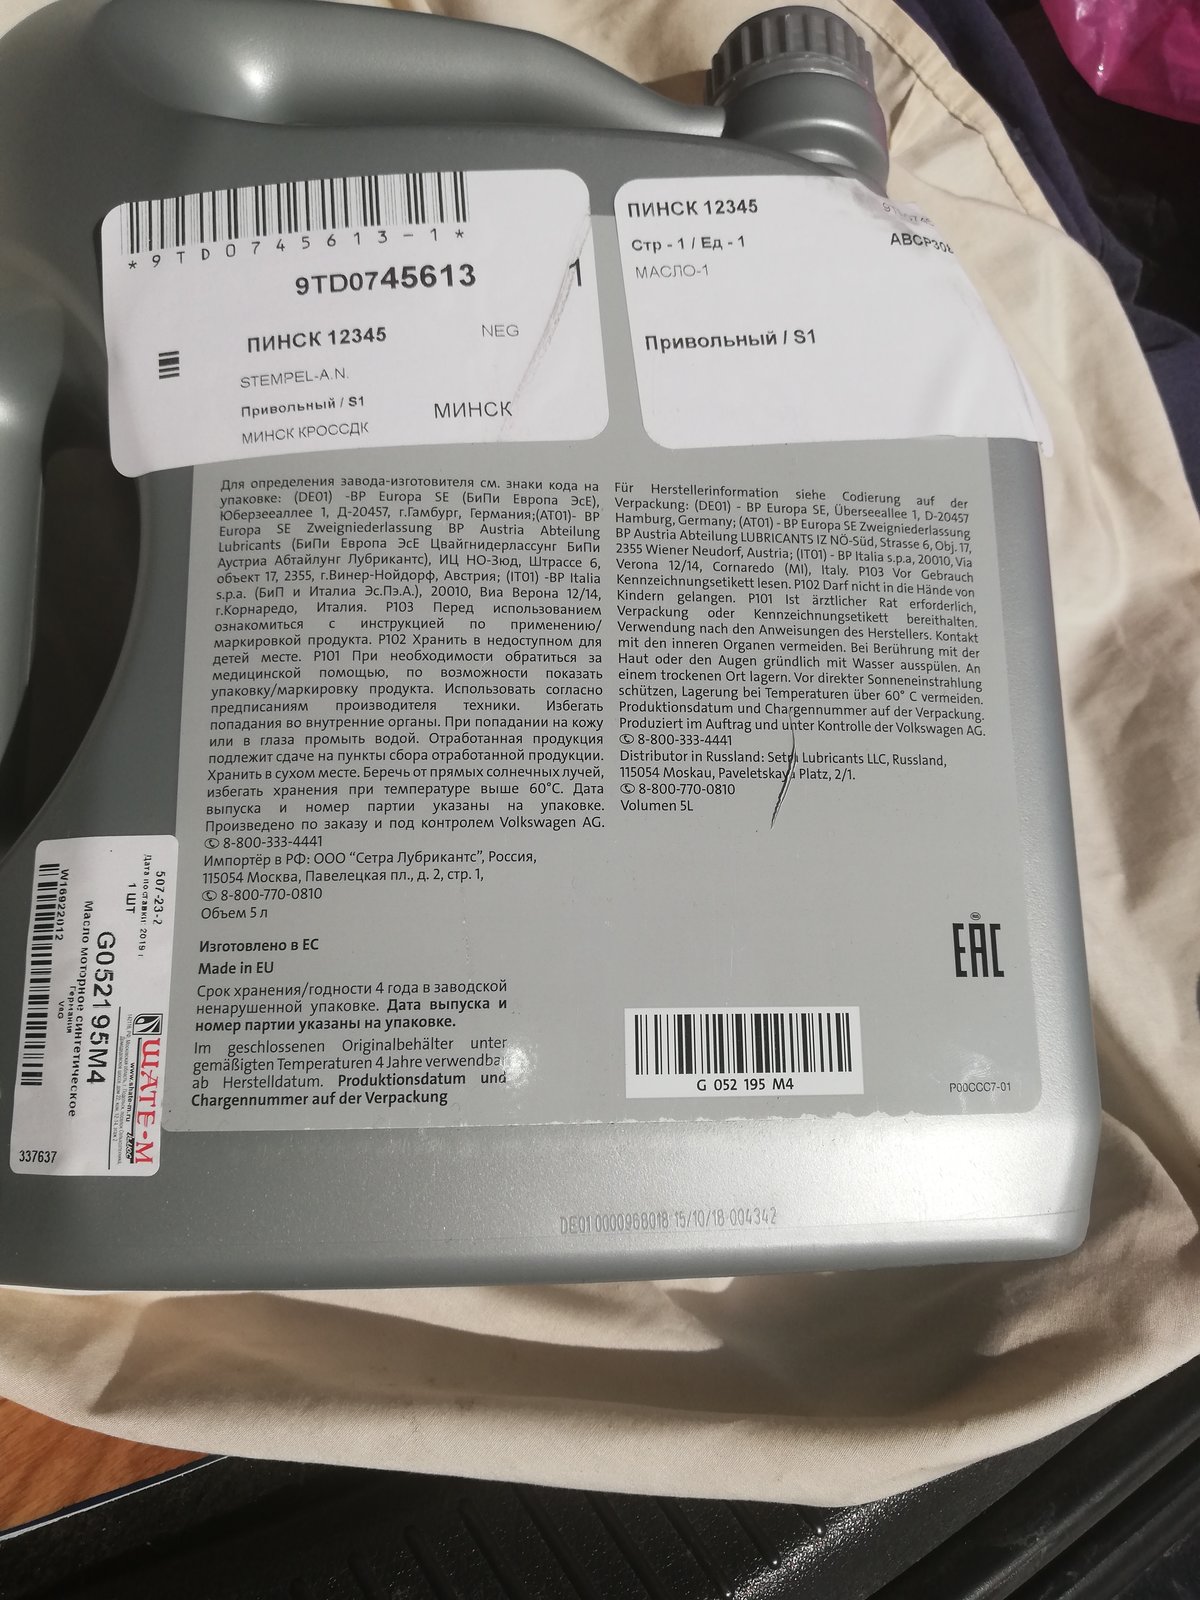 *9TD0745613-1*
9TD0745613
1
ПИНСК 12345
NEG
STEMPEL-A.N.
Привольный / S1
МИНСК
МИНСК КРОССДК
ПИНСК 12345
Стр - 1 / Ед - 1
МАСЛО-1
Привольный / S1
Для определения завода-изготовителя см. знаки кода на
упаковке: (DE01) -BP Europa SE (БиПи Европа ЭсЕ),
Юберзееаллее 1, Д-20457, г.Гамбург, Германия;(AT01)- BP
Europa SE Zweigniederlassung BP Austria Abteilung
Lubricants (БиПи Европа ЭсЕ Цвайгнидерлассунг БиПи
Аустриа Абтайлунг Лубрикантс), ИЦ НО-Зюд, Штрассе 6,
объект 17, 2355, г.Винер-Нойдорф, Австрия; (IT01) -BP Italia
s.p.a. (БиП и Италиа Эс.Пэ.А.), 20010, Виа Верона 12/14,
г.Корнаредо, Италия. P103 Перед использованием
ознакомиться с инструкцией по применению/
маркировкой продукта. P102 Хранить в недоступном для
детей месте. P101 При необходимости обратиться за
медицинской помощью, по возможности показать
упаковку/маркировку продукта. Использовать согласно
предписаниям производителя техники. Избегать
попадания во внутренние органы. При попадании на кожу
или в глаза промыть водой. Отработанная продукция
подлежит сдаче на пункты сбора отработанной продукции.
Хранить в сухом месте. Беречь от прямых солнечных лучей,
избегать хранения при температуре выше 60°C. Дата
выпуска и номер партии указаны на упаковке.
Произведено по заказу и под контролем Volkswagen AG.
✆ 8-800-333-4441
Импортёр в РФ: ООО “Сетра Лубрикантс”, Россия,
115054 Москва, Павелецкая пл., д. 2, стр. 1,
✆ 8-800-770-0810
Объем 5 л
Изготовлено в ЕС
Made in EU
Срок хранения/годности 4 года в заводской
ненарушенной упаковке. Дата выпуска и
номер партии указаны на упаковке.
Im geschlossenen Originalbehälter unter
gemäßigten Temperaturen 4 Jahre verwendbar
ab Herstelldatum. Produktionsdatum und
Chargennummer auf der Verpackung
Für Herstellerinformation siehe Codierung auf der
Verpackung: (DE01) - BP Europa SE, Überseeallee 1, D-20457
Hamburg, Germany; (AT01) - BP Europa SE Zweigniederlassung
BP Austria Abteilung LUBRICANTS IZ NÖ-Süd, Strasse 6, Obj. 17,
2355 Wiener Neudorf, Austria; (IT01) - BP Italia s.p.a, 20010, Via
Verona 12/14, Cornaredo (MI), Italy. P103 Vor Gebrauch
Kennzeichnungsetikett lesen. P102 Darf nicht in die Hände von
Kindern gelangen. P101 Ist ärztlicher Rat erforderlich,
Verpackung oder Kennzeichnungsetikett bereithalten.
Verwendung nach den Anweisungen des Herstellers. Kontakt
mit den inneren Organen vermeiden. Bei Berührung mit der
Haut oder den Augen gründlich mit Wasser ausspülen. An
einem trockenen Ort lagern. Vor direkter Sonneneinstrahlung
schützen, Lagerung bei Temperaturen über 60° C vermeiden.
Produktionsdatum und Chargennummer auf der Verpackung.
Produziert im Auftrag und unter Kontrolle der Volkswagen AG.
✆ 8-800-333-4441
Distributor in Russland: Setra Lubricants LLC, Russland,
115054 Moskau, Paveletskaya Platz, 2/1.
✆ 8-800-770-0810
Volumen 5L
EAC
G 052 195 M4
P00CCC7-01
DE01 0000968018 15/10/18 004342
507-23-2
Дата поставки: 2019 г
1 ШТ
G052195M4
Масло моторное синтетическое
Германия
VAG
W16922012
ШАТЕ-М
ПЛЮС
www.shate-m.ru
337637